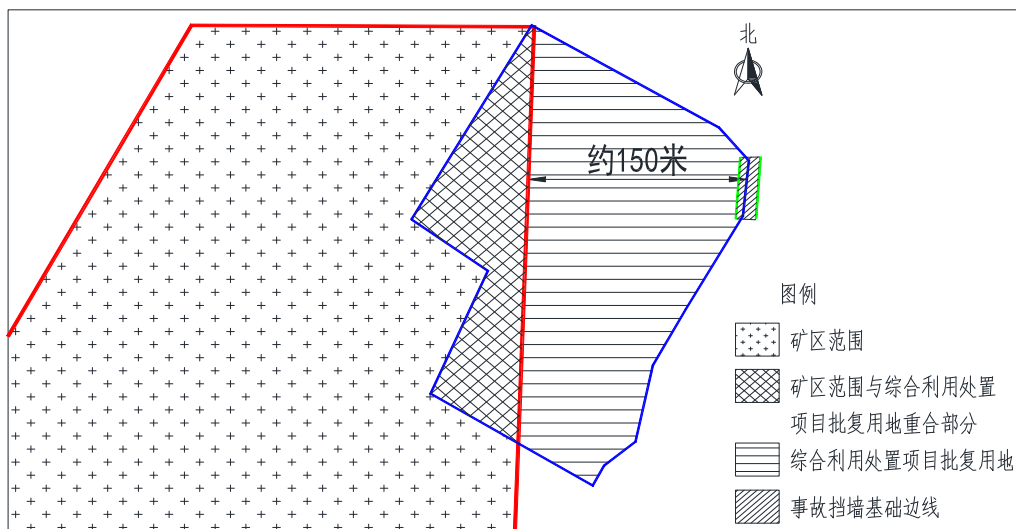 北
约150米
图例
矿区范围
矿区范围与综合利用处置
项目批复用地重合部分
综合利用处置项目批复用地
事故挡墙基础边线